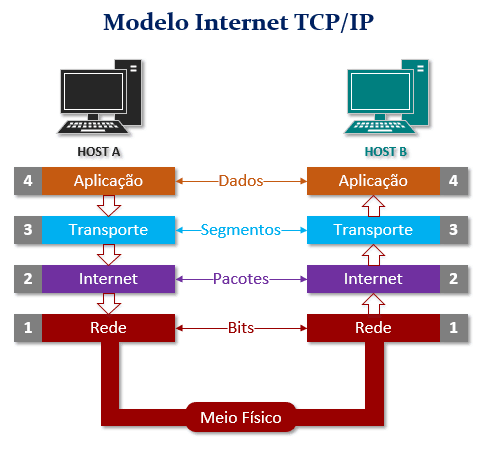 Modelo Internet TCP/IP
HOST A
HOST B
4 Aplicação Dados Aplicação 4
3 Transporte Segmentos Transporte 3
2 Internet Pacotes Internet 2
1 Rede Bits Rede 1
Meio Físico